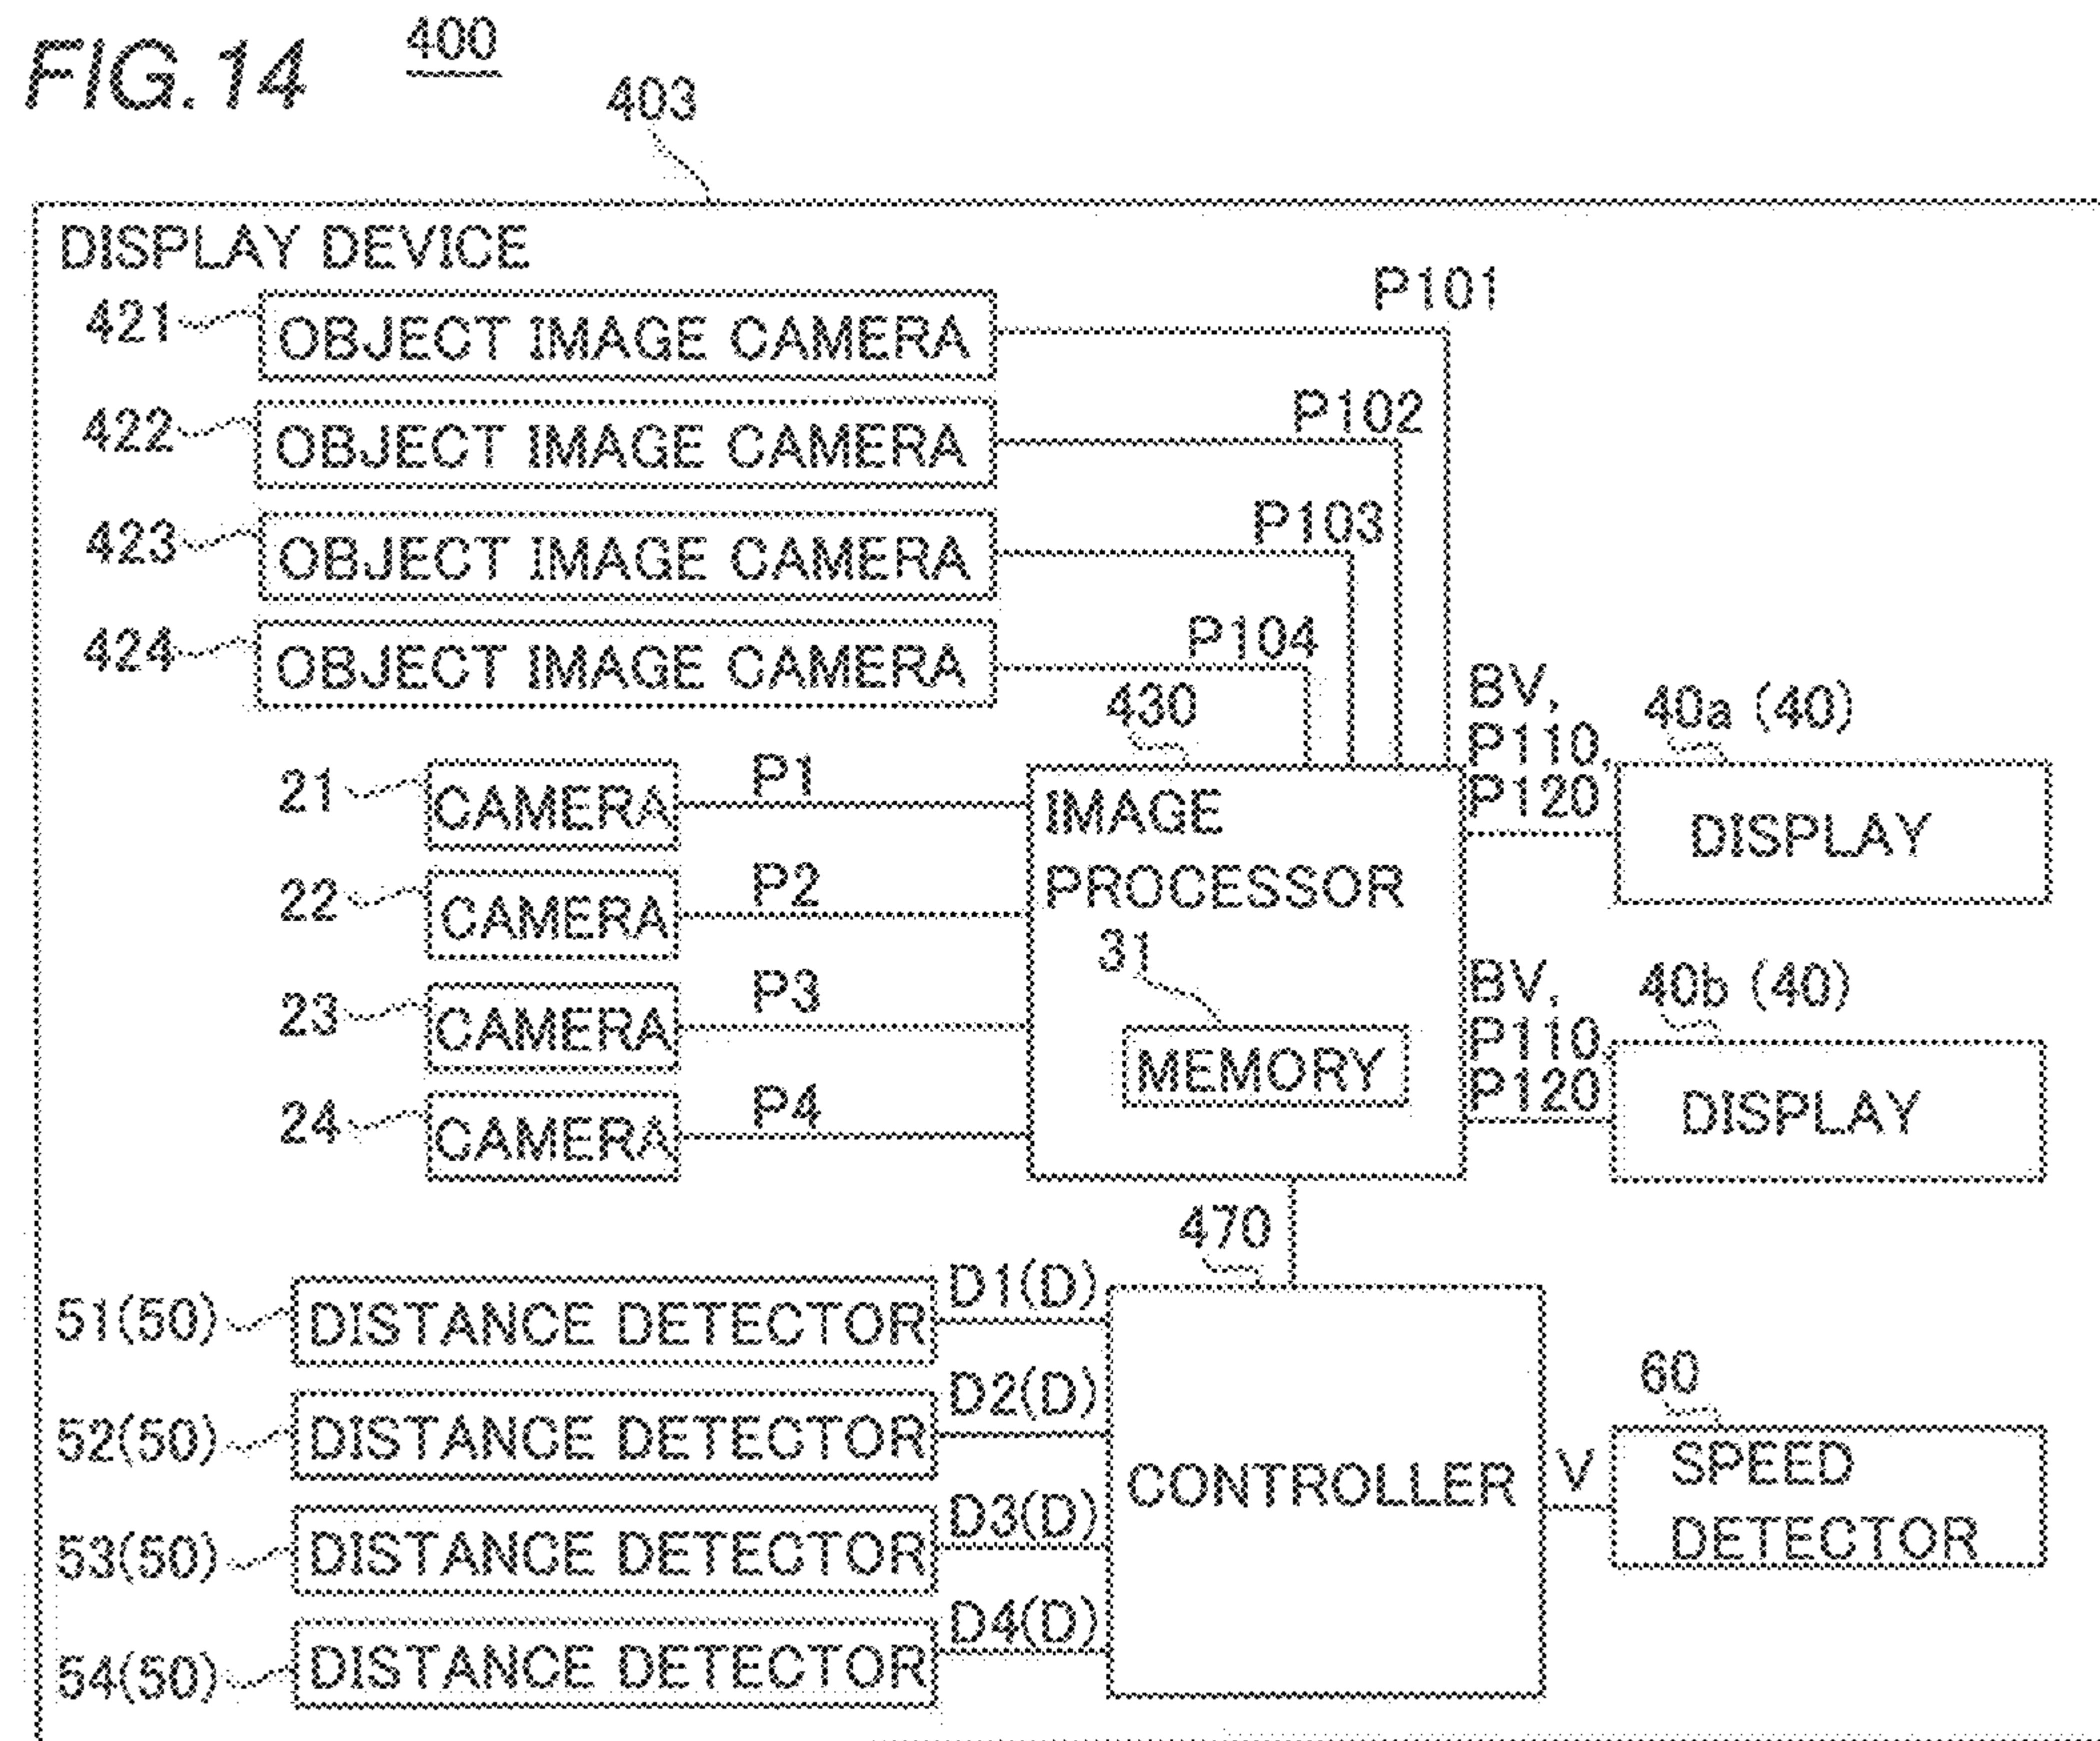 FIG. 14 400
403
DISPLAY DEVICE
P101
421 OBJECT IMAGE CAMERA
P102
422 OBJECT IMAGE CAMERA
P103
423 OBJECT IMAGE CAMERA
P104
424 OBJECT IMAGE CAMERA
430
BV,
P110,
P120
40a (40)
DISPLAY
21 CAMERA P1
22 CAMERA P2
23 CAMERA P3
24 CAMERA P4
IMAGE
PROCESSOR
31
MEMORY
BV,
P110,
P120
40b (40)
DISPLAY
470
51(50) DISTANCE DETECTOR D1(D)
52(50) DISTANCE DETECTOR D2(D)
53(50) DISTANCE DETECTOR D3(D)
54(50) DISTANCE DETECTOR D4(D)
CONTROLLER
V
60
SPEED
DETECTOR